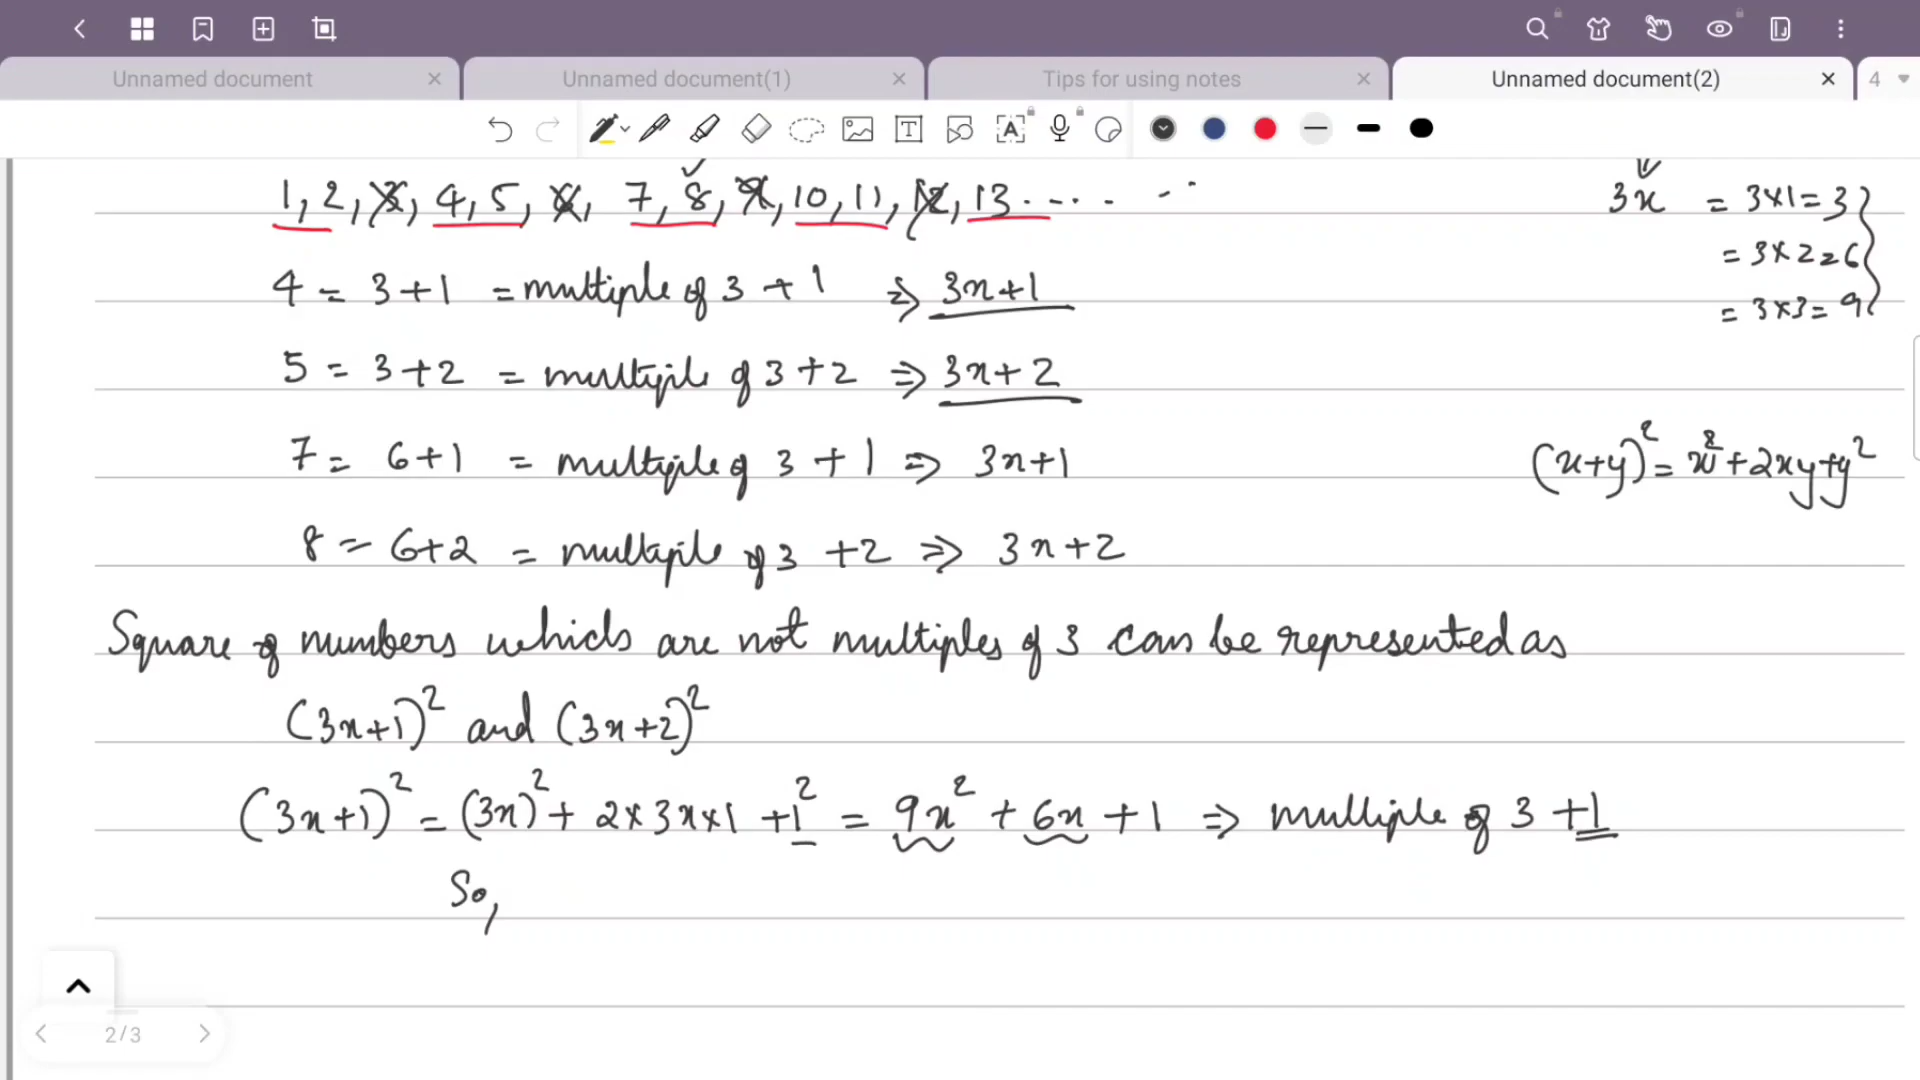 Unnamed document
Unnamed document(1)
Tips for using notes
Unnamed document(2)
4
1, 2, 3, 4, 5, 6, 7, 8, 9, 10, 11, 12, 13.... ..
3x = 3×1=3
= 3×2=6
= 3×3=9
4 = 3+1 = multiple of 3 + 1 ⇒ 3x+1
5 = 3+2 = multiple of 3+2 ⇒ 3x+2
7 = 6+1 = multiple of 3 + 1 ⇒ 3x+1
(x+y)² = x²+2xy+y²
8 = 6+2 = multiple of 3 +2 ⇒ 3x+2
Square of numbers which are not multiples of 3 can be represented as
(3x+1)² and (3x+2)²
(3x+1)² = (3x)²+ 2×3x×1 +1² = 9x² + 6x +1 ⇒ multiple of 3 +1
So,
2/3